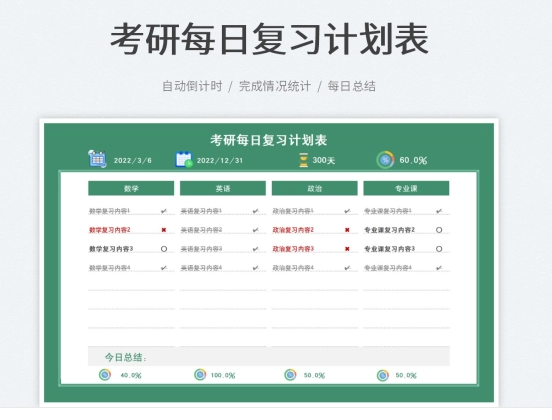 考研每日复习计划表
自动倒计时 / 完成情况统计 / 每日总结
考研每日复习计划表
2022/3/6 2022/12/31 300天 60.0%
数学 英语 政治 专业课
数学复习内容1 ✔ 英语复习内容1 ✔ 政治复习内容1 ✔ 专业课复习内容1 ✔
数学复习内容2 ✖ 英语复习内容2 ✔ 政治复习内容2 ✖ 专业课复习内容2 O
数学复习内容3 O 英语复习内容3 ✔ 政治复习内容3 ✖ 专业课复习内容3 O
数学复习内容4 ✔ 英语复习内容4 ✔ 政治复习内容4 ✔ 专业课复习内容4 ✔
今日总结：
40.0% 100.0% 50.0% 50.0%